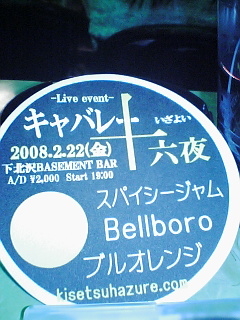 -Live event-
キャバレー十六夜
いざよい
2008.2.22(金)
下北沢BASEMENT BAR
A/D ¥2,000 Start 19:00
スパイシージャム
Bellboro
ブルオレンジ
kisetsuhazure.com